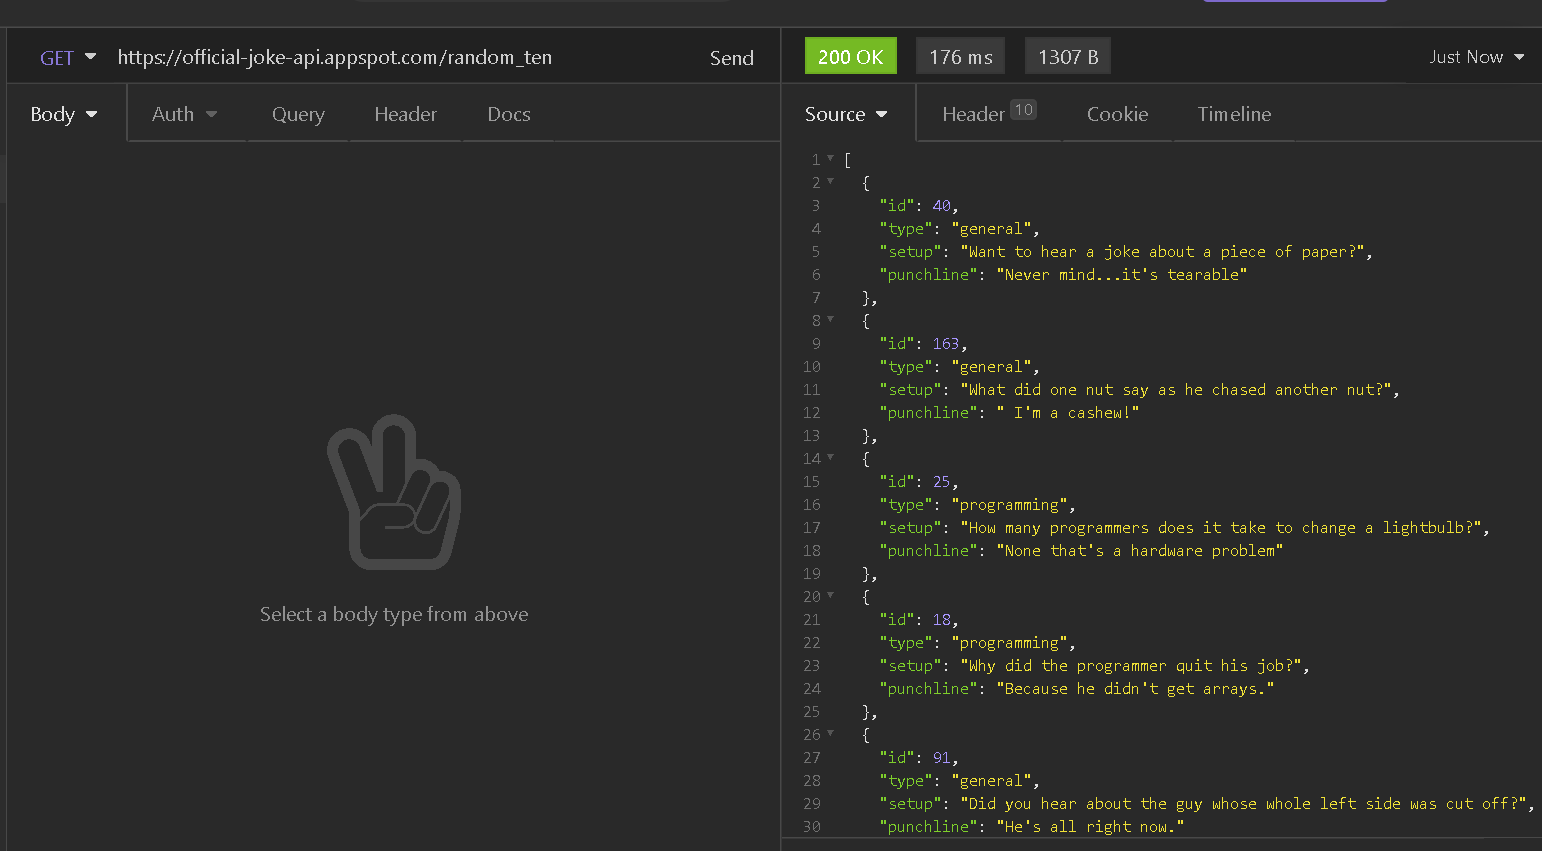 GET https://official-joke-api.appspot.com/random_ten Send
200 OK 176 ms 1307 B Just Now
Body Auth Query Header Docs
Source Header 10 Cookie Timeline
Select a body type from above
1 [
2 {
3 "id": 40,
4 "type": "general",
5 "setup": "Want to hear a joke about a piece of paper?",
6 "punchline": "Never mind...it's tearable"
7 },
8 {
9 "id": 163,
10 "type": "general",
11 "setup": "What did one nut say as he chased another nut?",
12 "punchline": " I'm a cashew!"
13 },
14 {
15 "id": 25,
16 "type": "programming",
17 "setup": "How many programmers does it take to change a lightbulb?",
18 "punchline": "None that's a hardware problem"
19 },
20 {
21 "id": 18,
22 "type": "programming",
23 "setup": "Why did the programmer quit his job?",
24 "punchline": "Because he didn't get arrays."
25 },
26 {
27 "id": 91,
28 "type": "general",
29 "setup": "Did you hear about the guy whose whole left side was cut off?",
30 "punchline": "He's all right now."